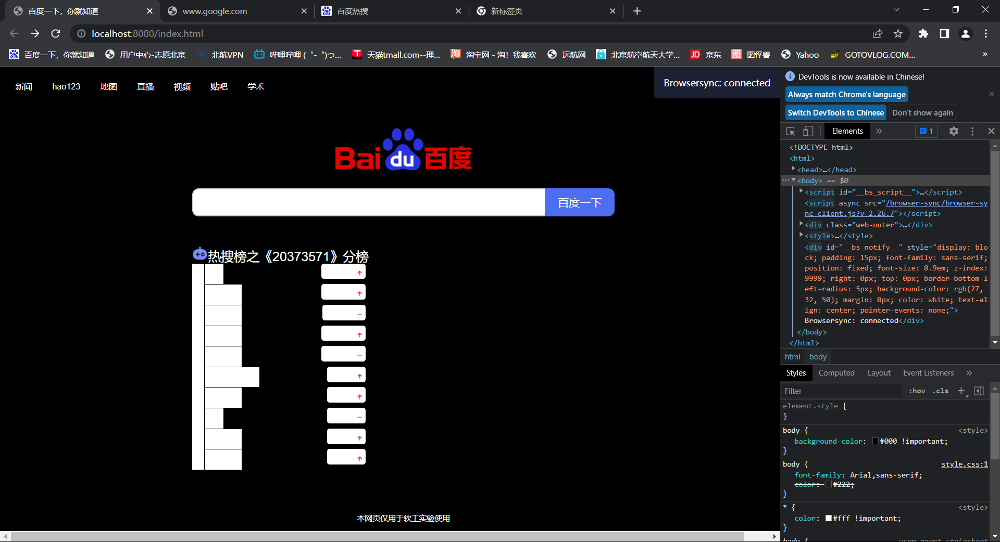 百度一下，你就知道
www.google.com
百度热搜
新标签页
localhost:8080/index.html
百度一下，你就知道
用户中心-志愿北京
北航VPN
哔哩哔哩 (゜-゜)つ...
天猫tmall.com--理...
淘宝网 - 淘！我喜欢
远航网
北京航空航天大学...
京东
图怪兽
Yahoo
GOTOVLOG.COM...
»
新闻
hao123
地图
直播
视频
贴吧
学术
Browsersync: connected
Bai du 百度
百度一下
热搜榜之《20373571》分榜
本网页仅用于软工实验使用
DevTools is now available in Chinese!
Always match Chrome's language
Switch DevTools to Chinese
Don't show again
Elements
»
1
<!DOCTYPE html>
<html>
<head>…</head>
<body> == $0
<script id="__bs_script__">…</script>
<script async src="/browser-sync/browser-sy
nc-client.js?v=2.26.7"></script>
<div class="web-outer">…</div>
<style>…</style>
<div id="__bs_notify__" style="display: blo
ck; padding: 15px; font-family: sans-serif;
position: fixed; font-size: 0.9em; z-index:
9999; right: 0px; top: 0px; border-bottom-l
eft-radius: 5px; background-color: rgb(27,
32, 50); margin: 0px; color: white; text-al
ign: center; pointer-events: none;">
Browsersync: connected</div>
</body>
</html>
html
body
Styles
Computed
Layout
Event Listeners
»
Filter
:hov
.cls
element.style {
}
body {
<style>
background-color: #000 !important;
}
body {
style.css:1
font-family: Arial,sans-serif;
color: #222;
}
* {
<style>
color: #fff !important;
}
body {
user agent stylesheet